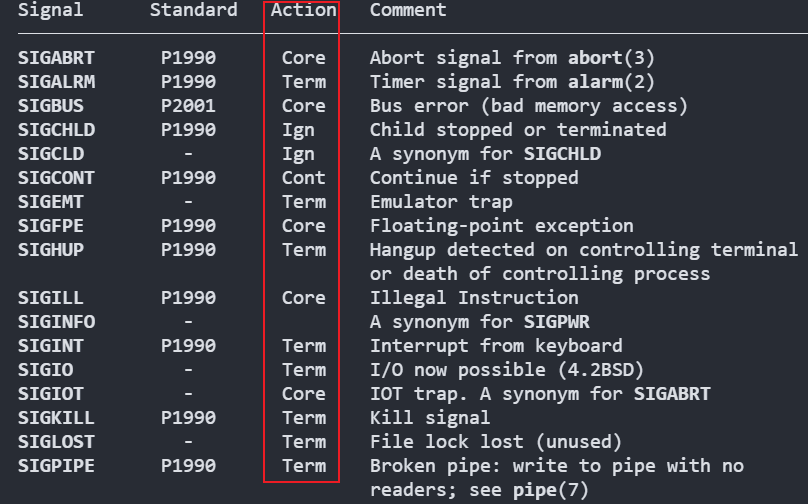 Signal Standard Action Comment
SIGABRT P1990 Core Abort signal from abort(3)
SIGALRM P1990 Term Timer signal from alarm(2)
SIGBUS P2001 Core Bus error (bad memory access)
SIGCHLD P1990 Ign Child stopped or terminated
SIGCLD - Ign A synonym for SIGCHLD
SIGCONT P1990 Cont Continue if stopped
SIGEMT - Term Emulator trap
SIGFPE P1990 Core Floating-point exception
SIGHUP P1990 Term Hangup detected on controlling terminal
or death of controlling process
SIGILL P1990 Core Illegal Instruction
SIGINFO - A synonym for SIGPWR
SIGINT P1990 Term Interrupt from keyboard
SIGIO - Term I/O now possible (4.2BSD)
SIGIOT - Core IOT trap. A synonym for SIGABRT
SIGKILL P1990 Term Kill signal
SIGLOST - Term File lock lost (unused)
SIGPIPE P1990 Term Broken pipe: write to pipe with no
readers; see pipe(7)